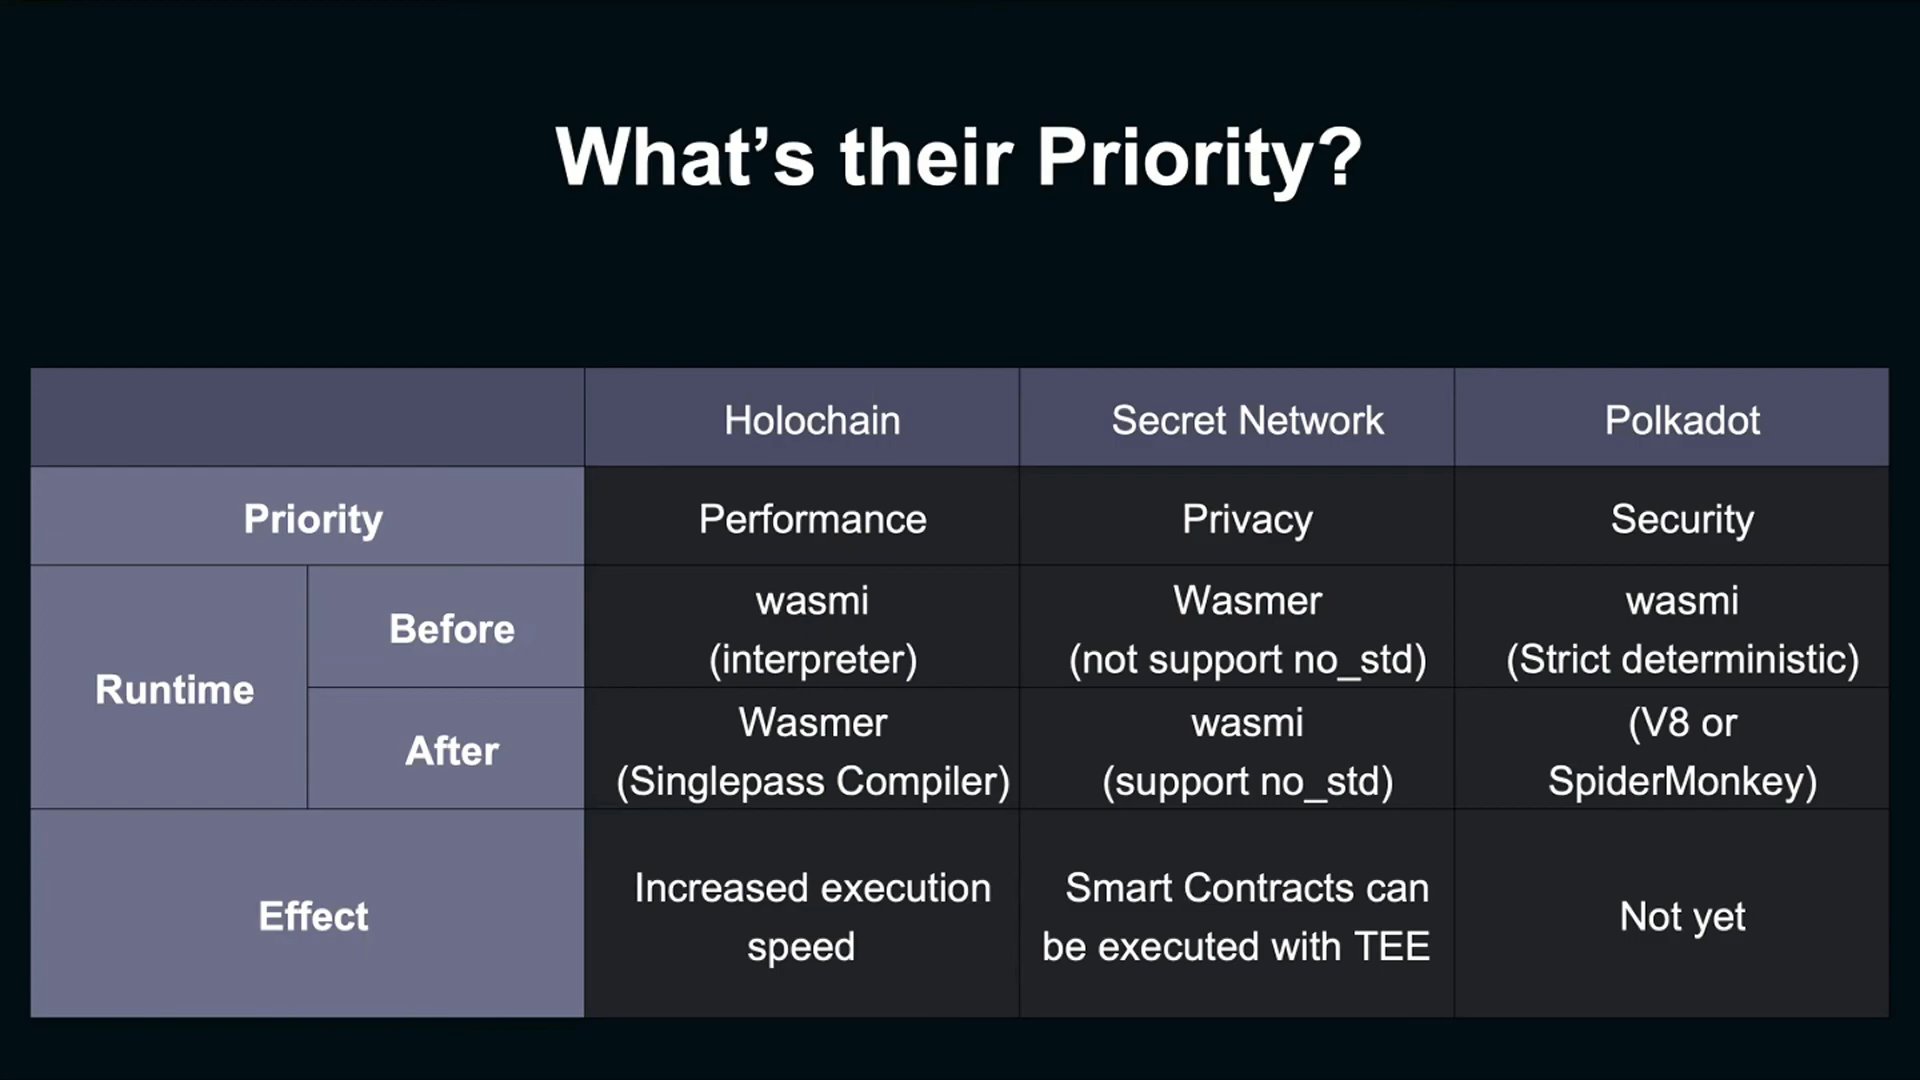 What’s their Priority?
Holochain
Secret Network
Polkadot
Priority
Performance
Privacy
Security
Runtime
Before
wasmi
(interpreter)
Wasmer
(not support no_std)
wasmi
(Strict deterministic)
After
Wasmer
(Singlepass Compiler)
wasmi
(support no_std)
(V8 or
SpiderMonkey)
Effect
Increased execution
speed
Smart Contracts can
be executed with TEE
Not yet